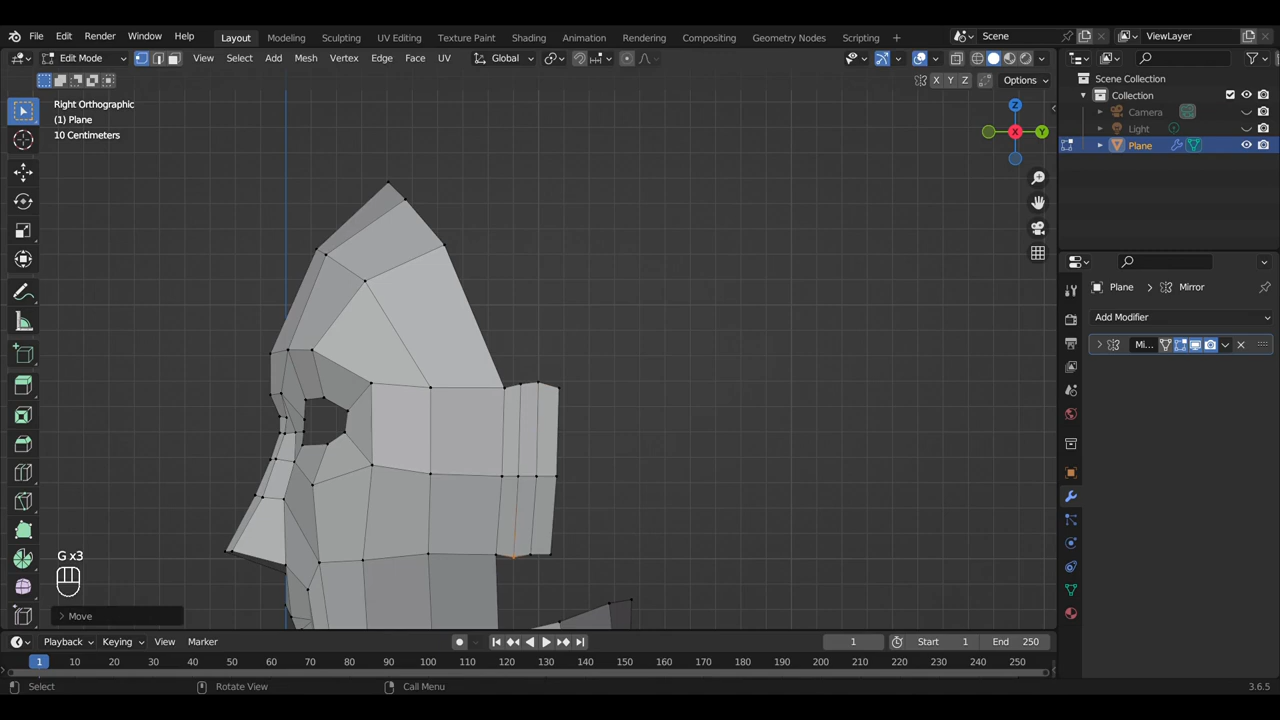 File Edit Render Window Help Layout Modeling Sculpting UV Editing Texture Paint Shading Animation Rendering Compositing Geometry Nodes Scripting + Scene ViewLayer
Edit Mode View Select Add Mesh Vertex Edge Face UV Global
X Y Z Options
Right Orthographic
(1) Plane
10 Centimeters
Z
X
Y
Scene Collection
Collection
Camera
Light
Plane
Plane > Mirror
Add Modifier
Mi...
G x3
> Move
Playback Keying View Marker 1 Start 1 End 250
1 10 20 30 40 50 60 70 80 90 100 110 120 130 140 150 160 170 180 190 200 210 220 230 240 250
Select Rotate View Call Menu 3.6.5